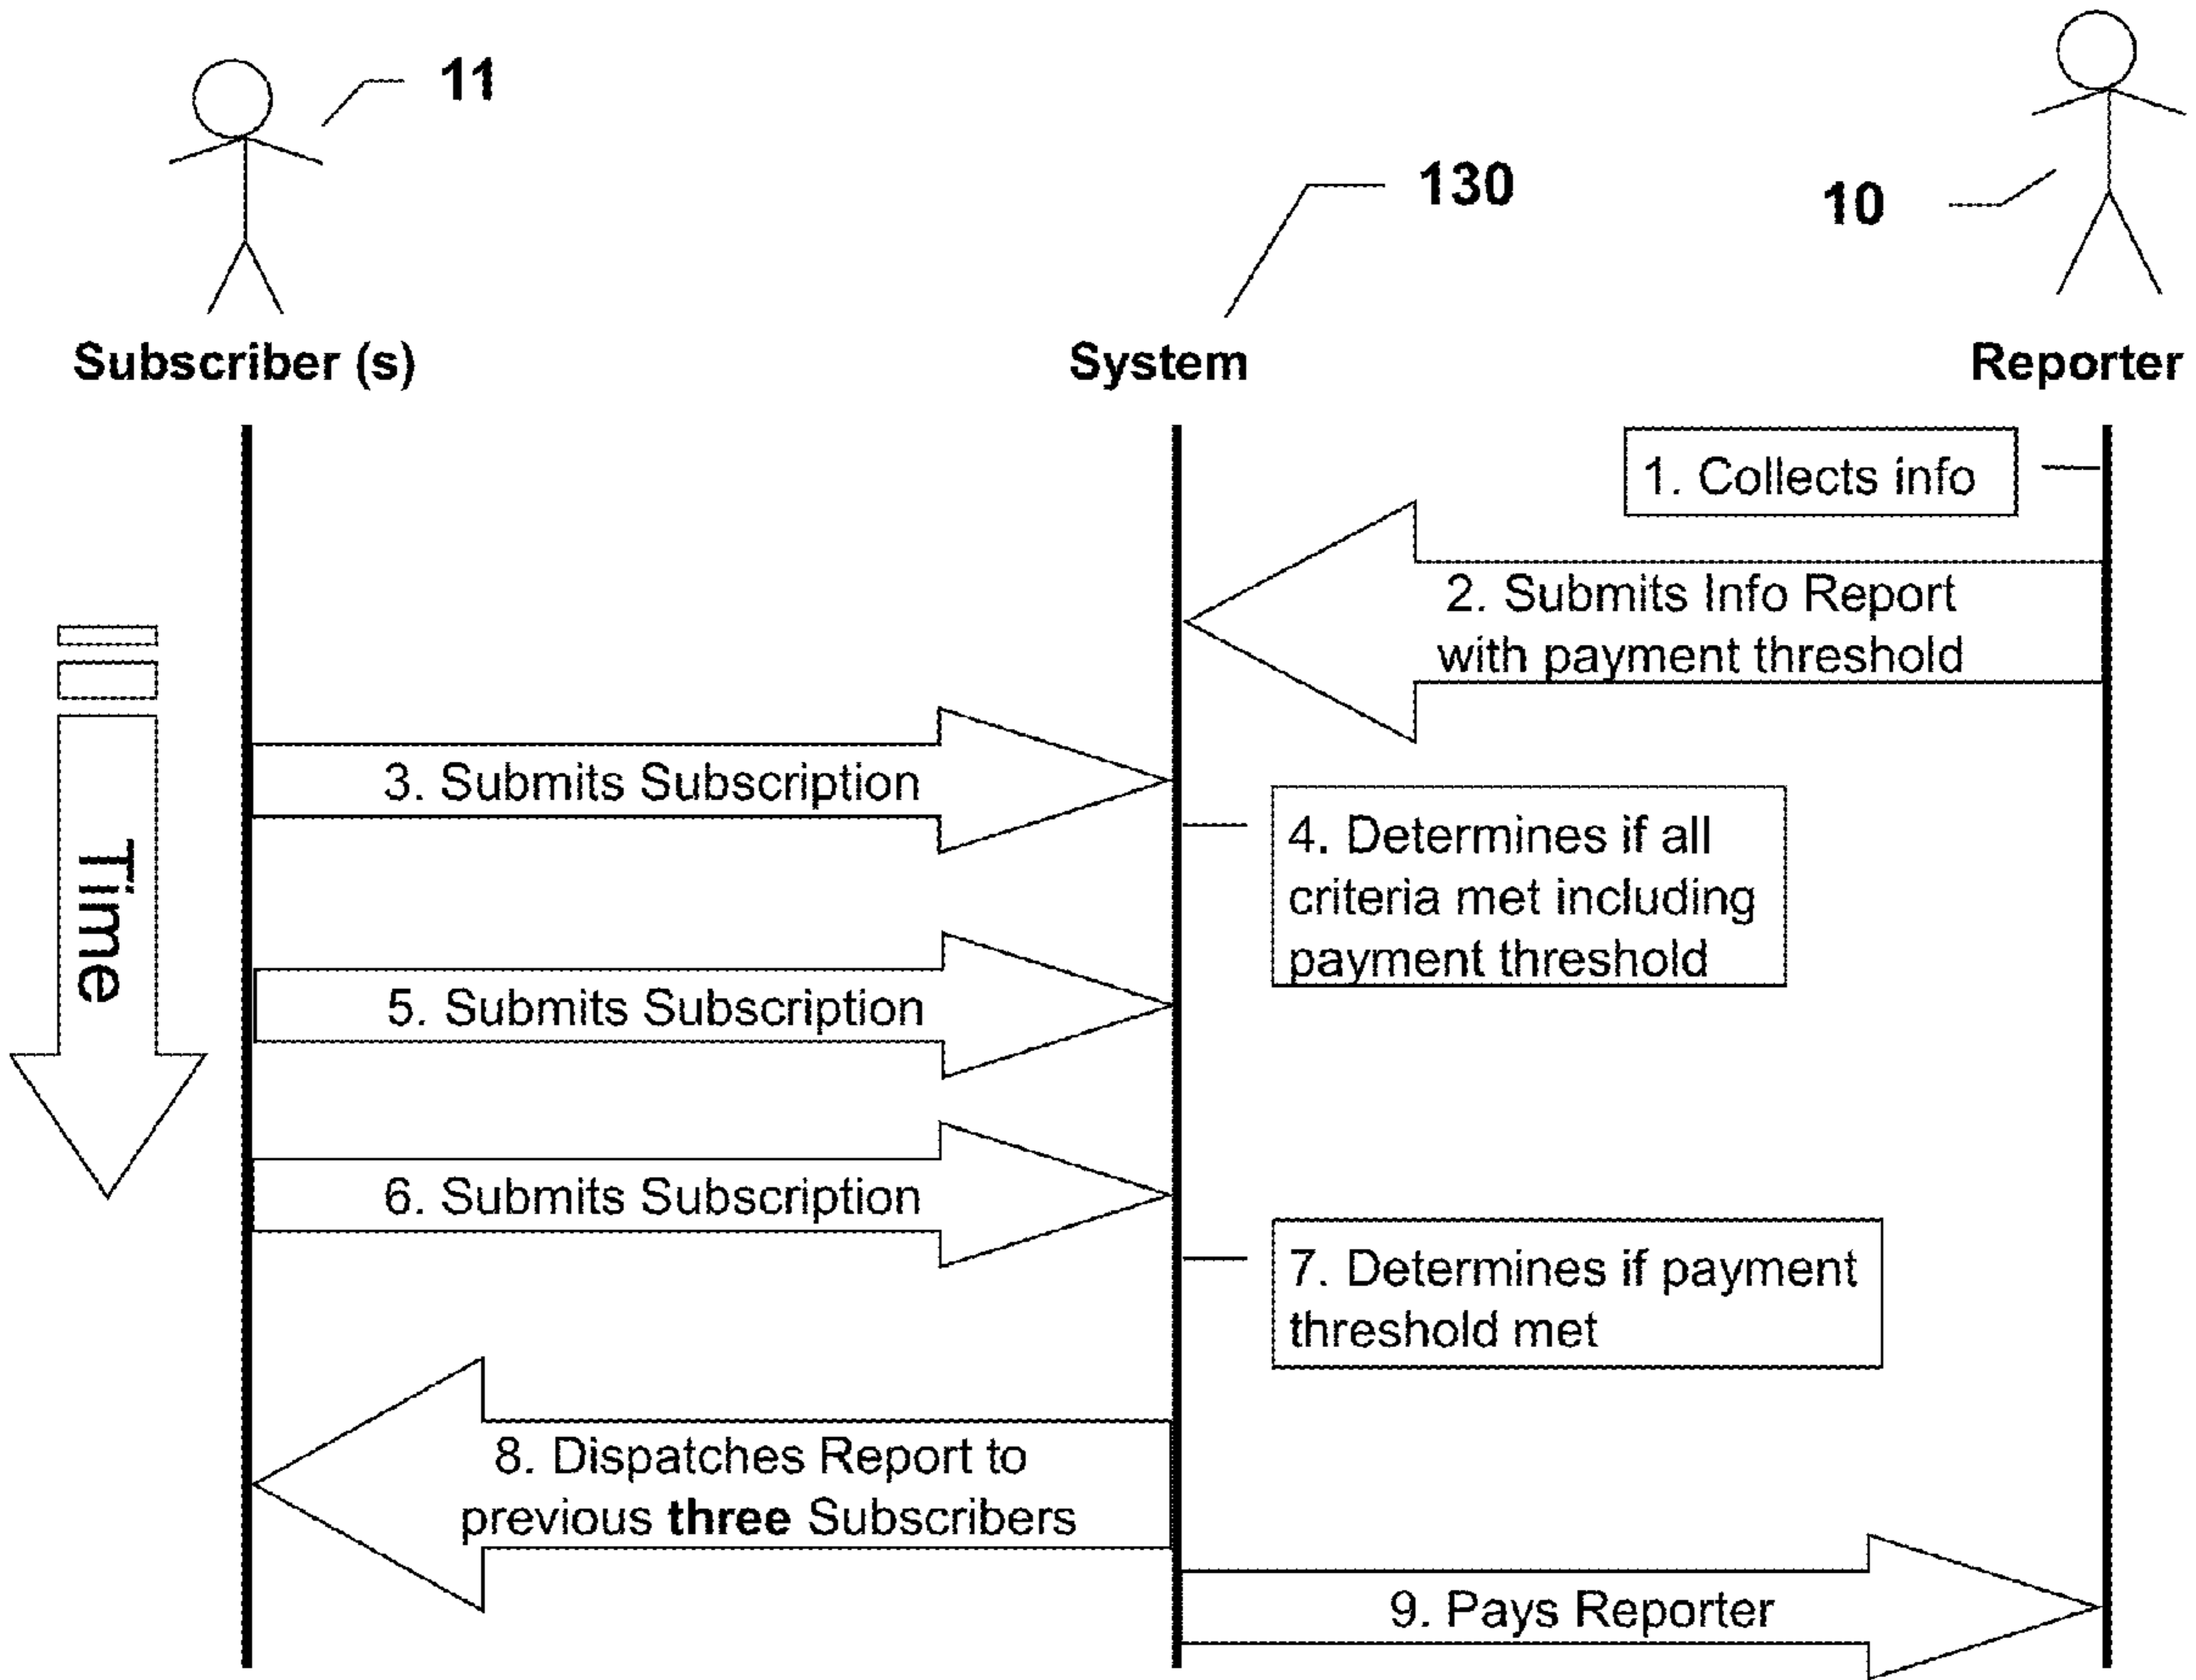 11
130
10
Subscriber (s)
System
Reporter
1. Collects info
2. Submits Info Report
with payment threshold
3. Submits Subscription
4. Determines if all
criteria met including
payment threshold
Time
5. Submits Subscription
6. Submits Subscription
7. Determines if payment
threshold met
8. Dispatches Report to
previous three Subscribers
9. Pays Reporter